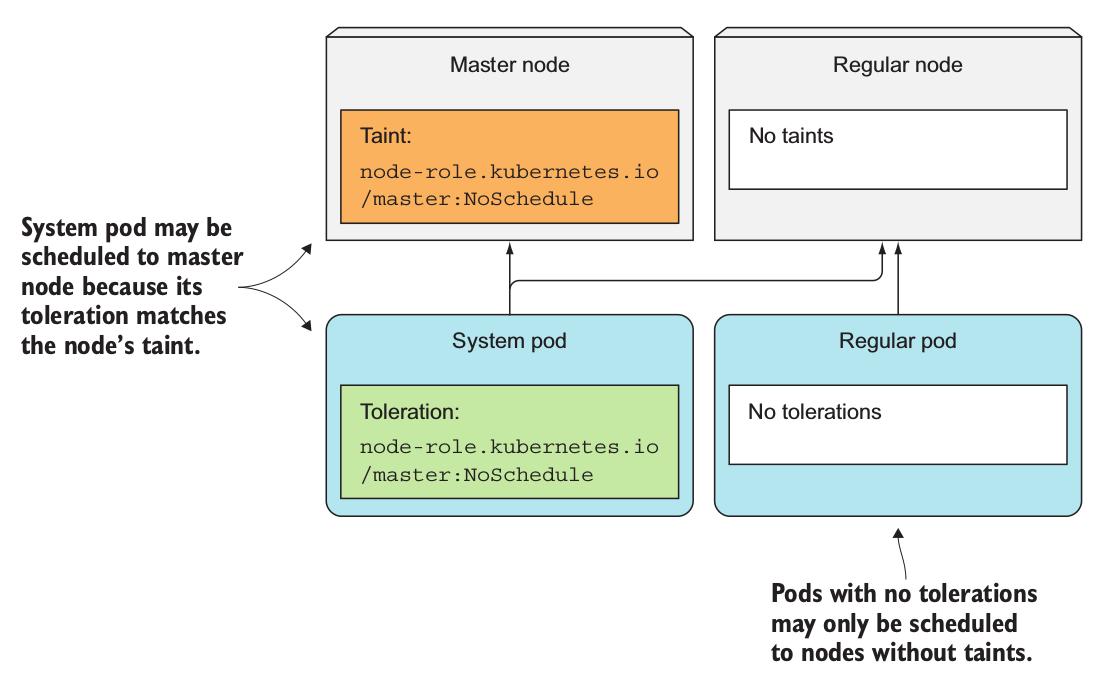 Master node
Taint:
node-role.kubernetes.io
/master:NoSchedule
Regular node
No taints
System pod may be
scheduled to master
node because its
toleration matches
the node's taint.
System pod
Toleration:
node-role.kubernetes.io
/master:NoSchedule
Regular pod
No tolerations
Pods with no tolerations
may only be scheduled
to nodes without taints.